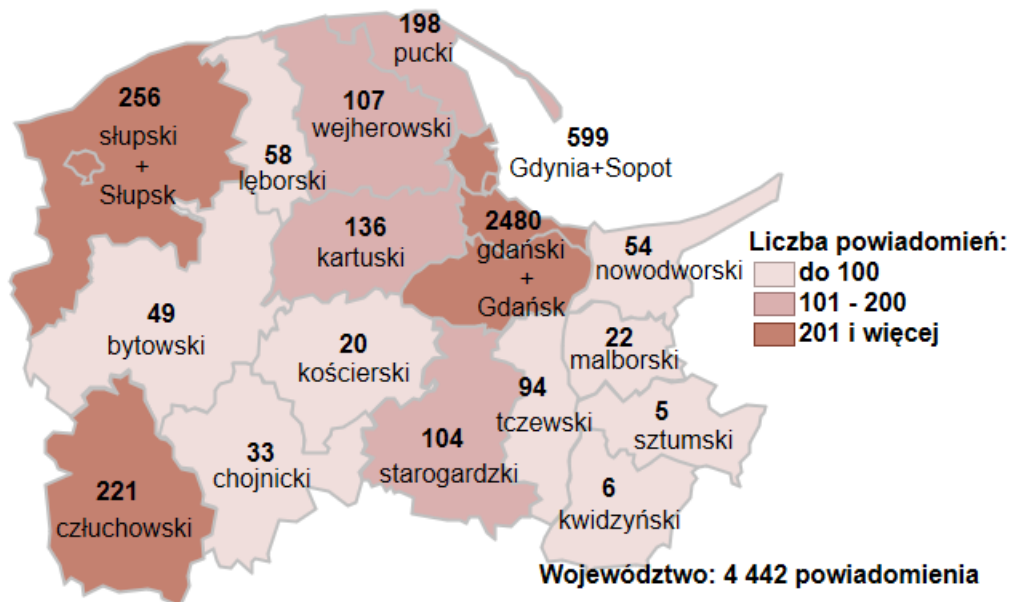 198
pucki
256
słupski
+
Słupsk
107
wejherowski
58
lęborski
599
Gdynia+Sopot
136
kartuski
2480
gdański
+
Gdańsk
54
nowodworski
Liczba powiadomień:
do 100
101 - 200
201 i więcej
49
bytowski
20
kościerski
22
malborski
94
tczewski
5
sztumski
33
chojnicki
104
starogardzki
221
człuchowski
6
kwidzyński
Województwo: 4 442 powiadomienia